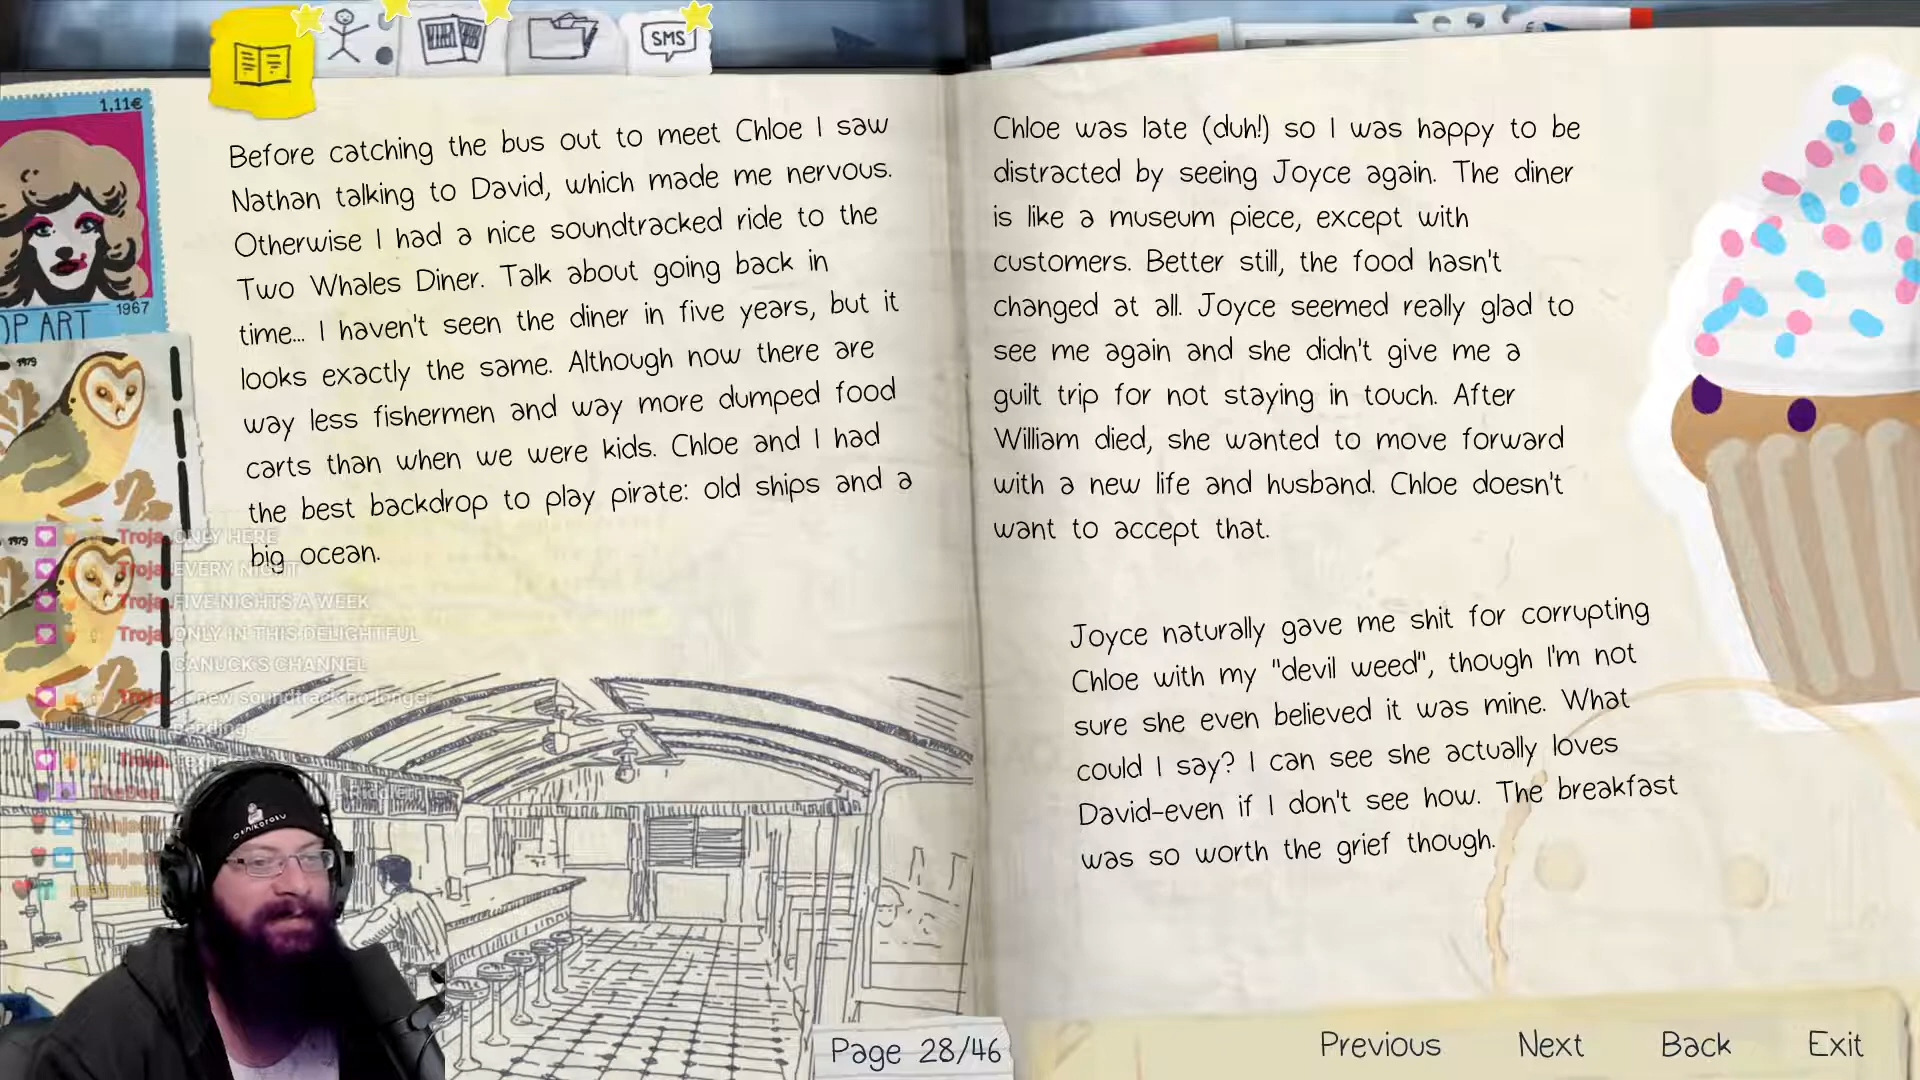 SMS
1,11€
1967
OP ART
1979
1979
Before catching the bus out to meet Chloe I saw
Nathan talking to David, which made me nervous.
Otherwise I had a nice soundtracked ride to the
Two Whales Diner. Talk about going back in
time... I haven't seen the diner in five years, but it
looks exactly the same. Although now there are
way less fishermen and way more dumped food
carts than when we were kids. Chloe and I had
the best backdrop to play pirate: old ships and a
big ocean.
Troja ONLY HERE
Troja EVERY NIGHT
Troja FIVE NIGHTS A WEEK
Troja ONLY IN THIS DELIGHTFUL
CANUCK'S CHANNEL
Troja new soundtrack no longer
pending
Troja
Chloe was late (duh!) so I was happy to be
distracted by seeing Joyce again. The diner
is like a museum piece, except with
customers. Better still, the food hasn't
changed at all. Joyce seemed really glad to
see me again and she didn't give me a
guilt trip for not staying in touch. After
William died, she wanted to move forward
with a new life and husband. Chloe doesn't
want to accept that.
Joyce naturally gave me shit for corrupting
Chloe with my "devil weed", though I'm not
sure she even believed it was mine. What
could I say? I can see she actually loves
David-even if I don't see how. The breakfast
was so worth the grief though.
Page 28/46
Previous Next Back Exit